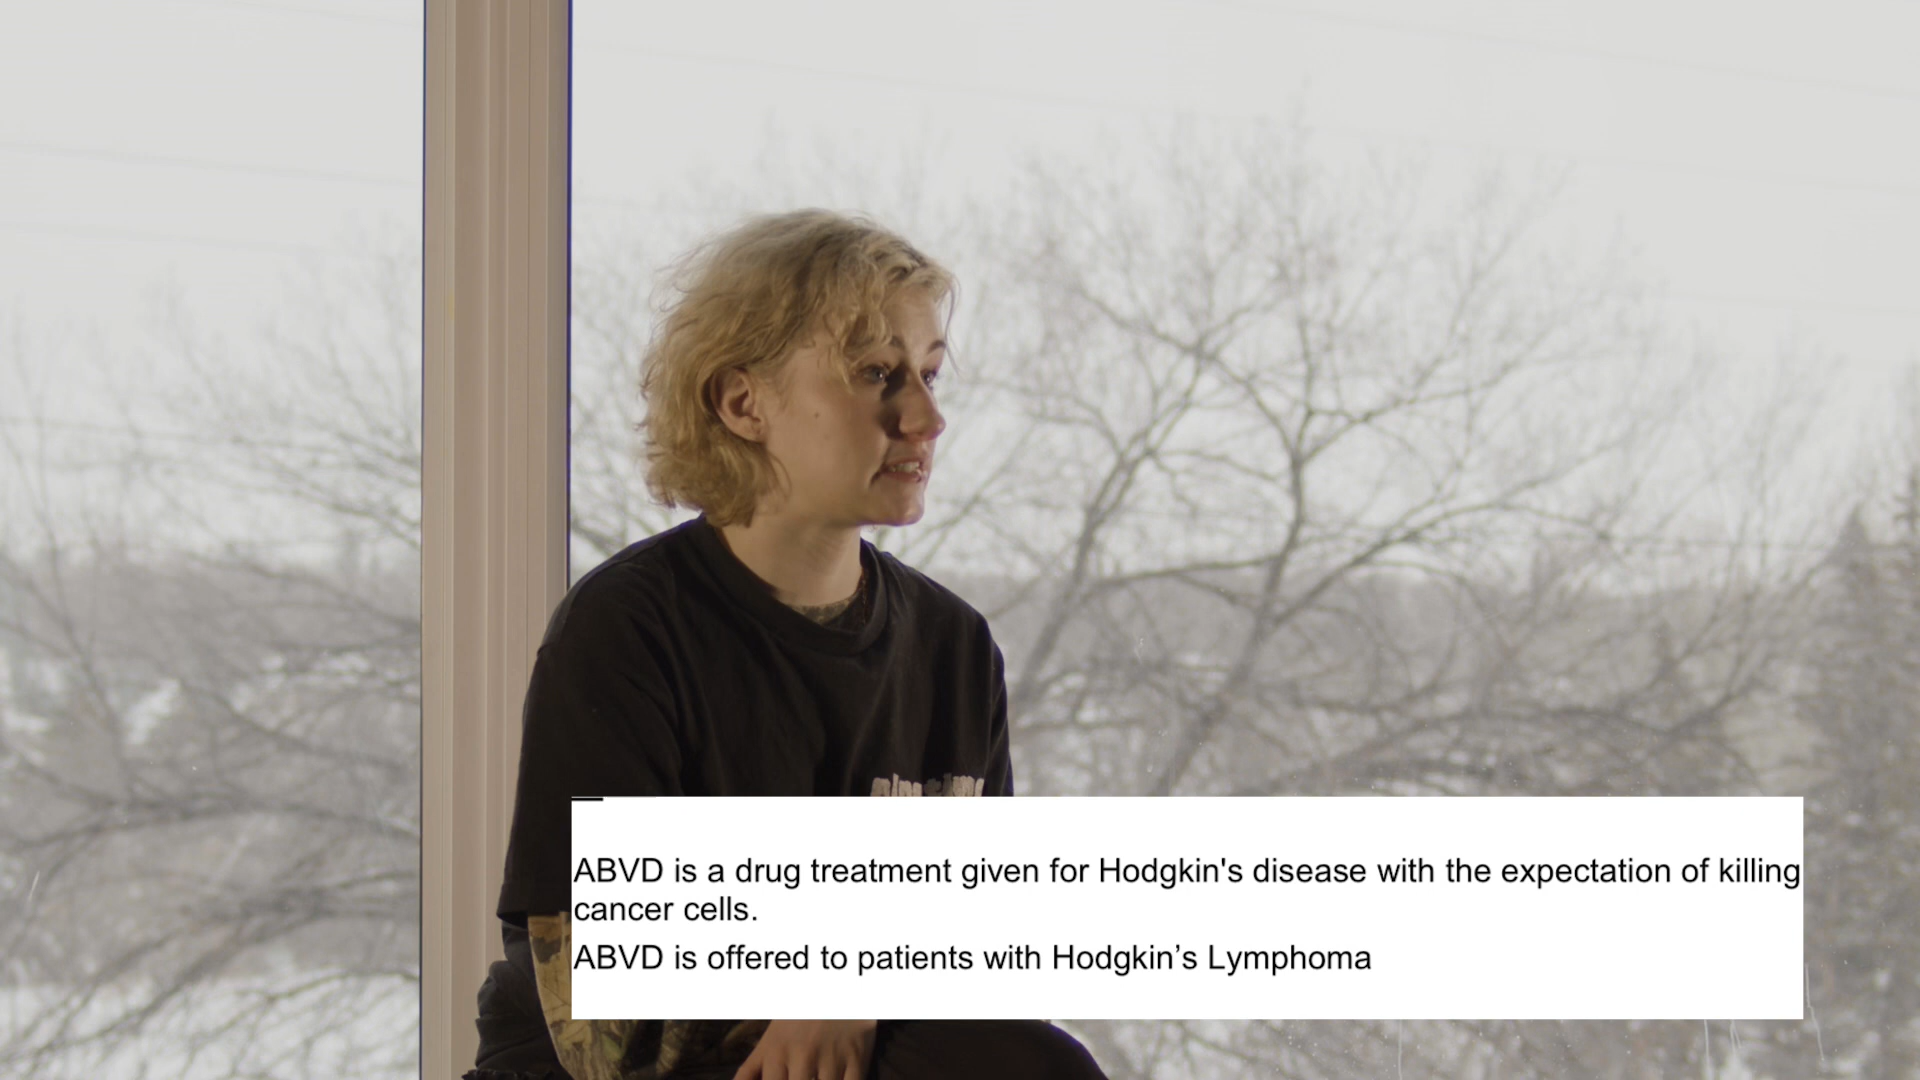 ABVD is a drug treatment given for Hodgkin's disease with the expectation of killing
cancer cells.
ABVD is offered to patients with Hodgkin’s Lymphoma